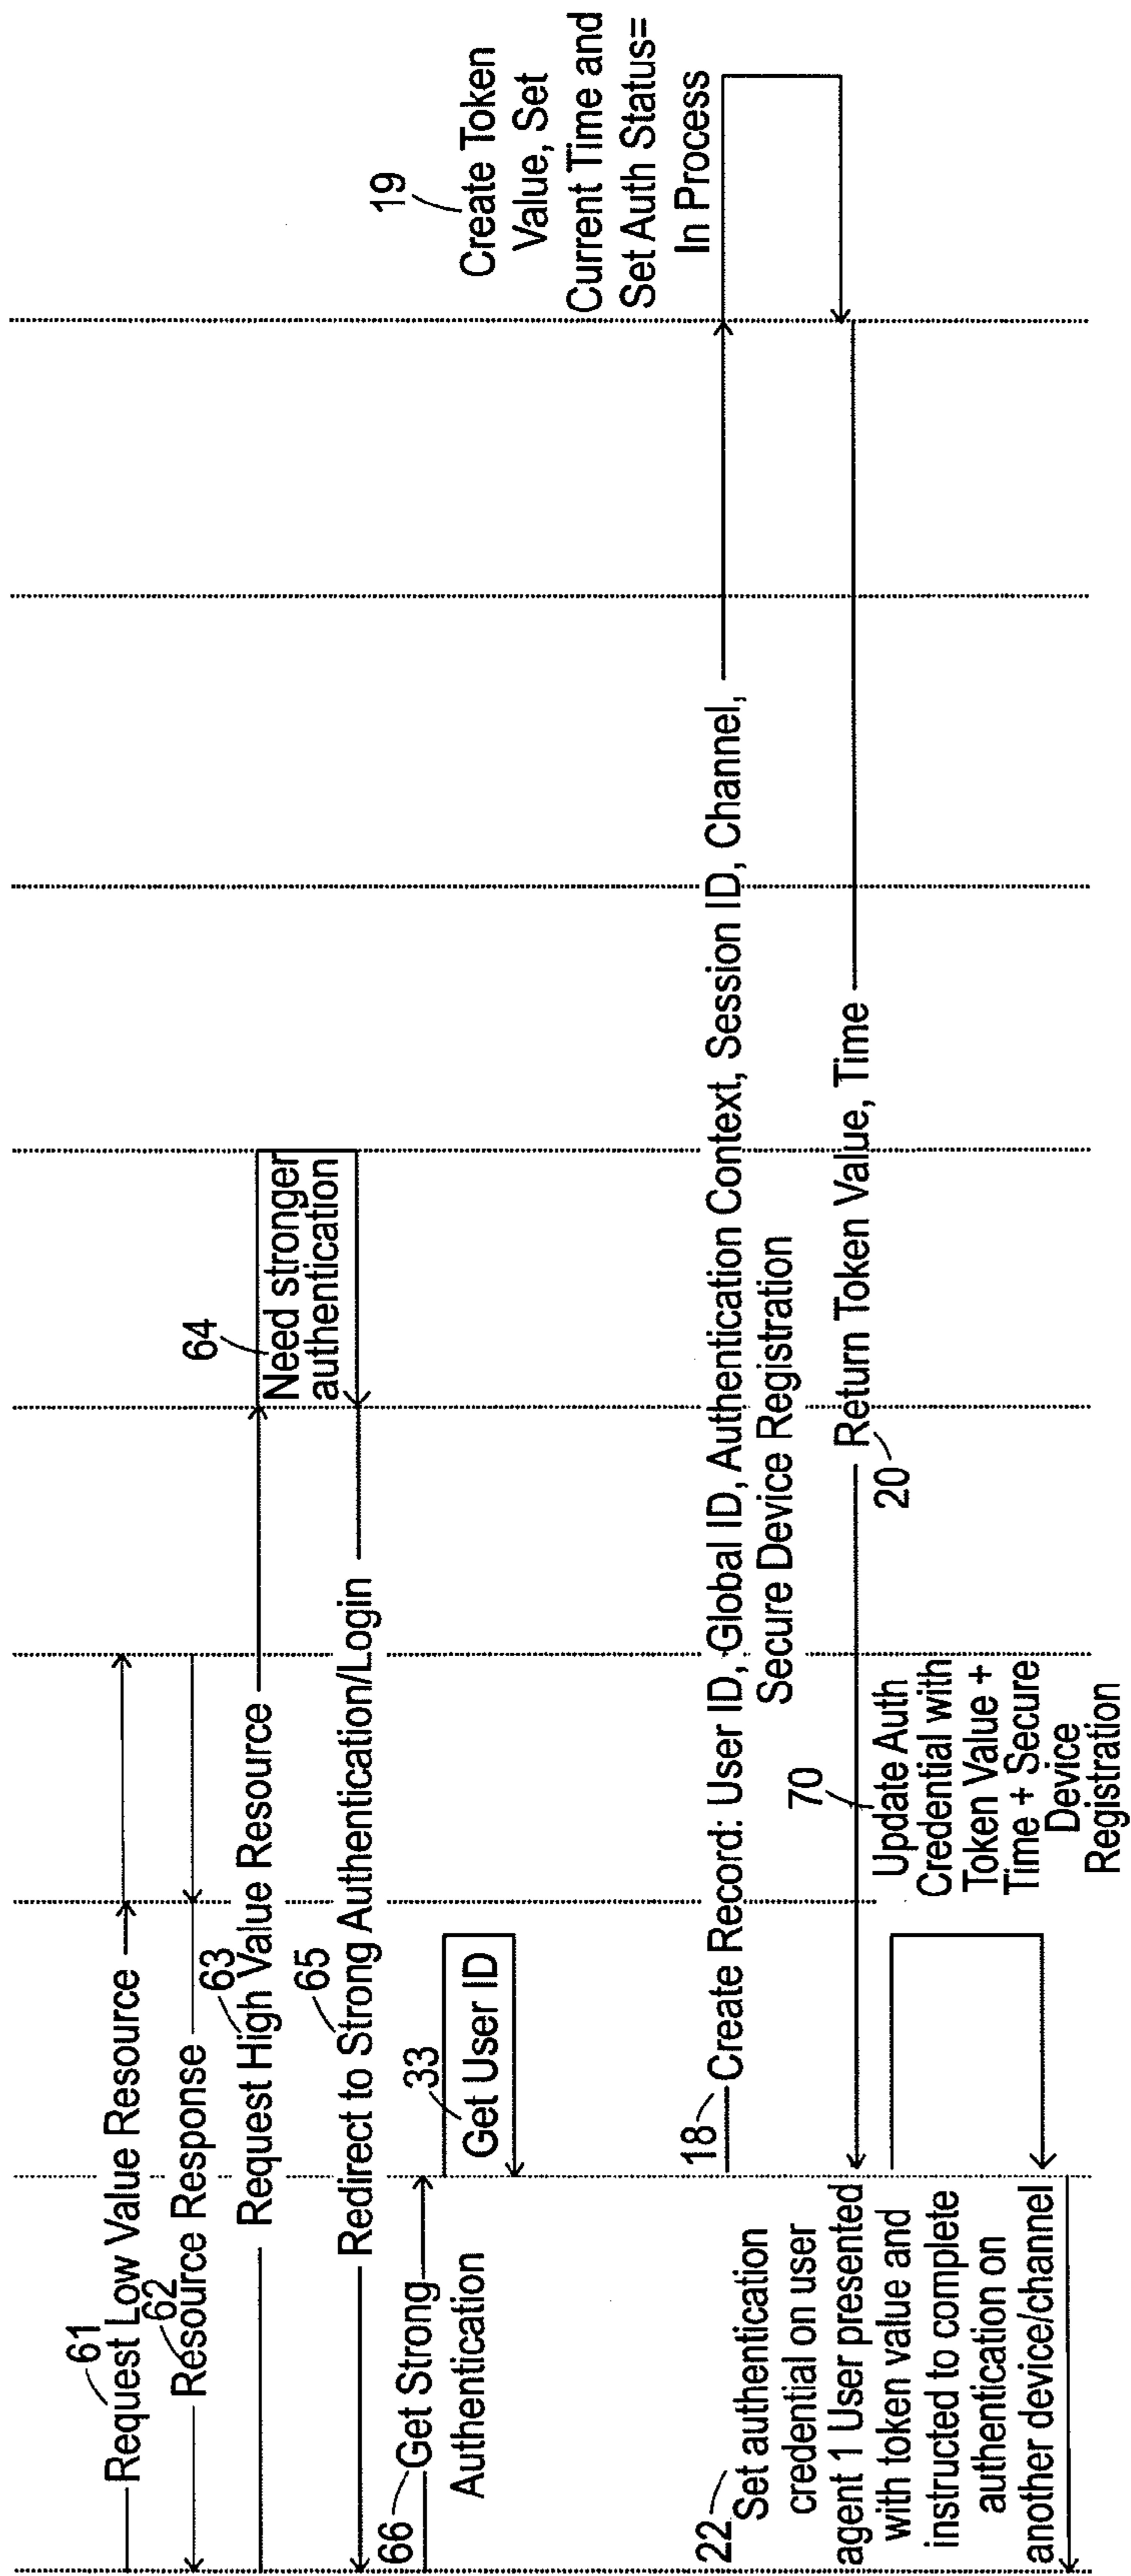 61
Request Low Value Resource
62
Resource Response
63
Request High Value Resource
64
Need stronger
authentication
65
Redirect to Strong Authentication/Login
66
Get Strong
Authentication
33
Get User ID
18
Create Record: User ID, Global ID, Authentication Context, Session ID, Channel,
Secure Device Registration
19
Create Token
Value, Set
Current Time and
Set Auth Status=
In Process
Return Token Value, Time
20
70
Update Auth
Credential with
Token Value +
Time + Secure
Device
Registration
22
Set authentication
credential on user
agent 1 User presented
with token value and
instructed to complete
authentication on
another device/channel